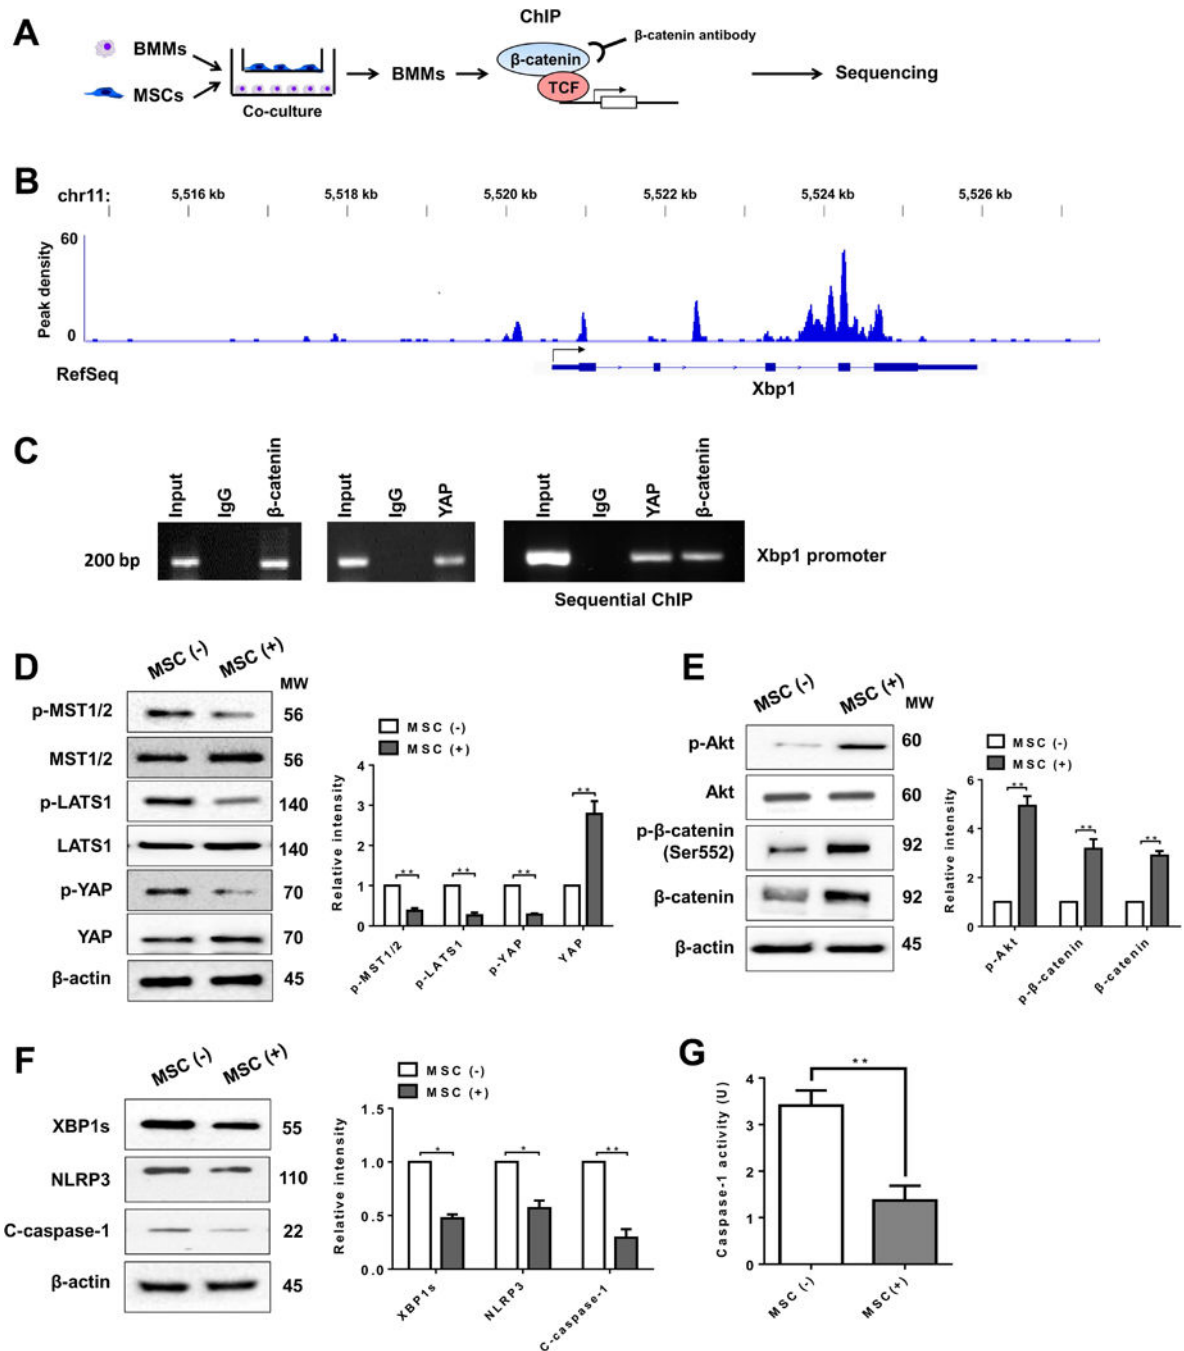 A
ChIP
BMMs
MSCs
Co-culture
BMMs
β-catenin
TCF
β-catenin antibody
Sequencing
B
chr11:
5,516 kb
5,518 kb
5,520 kb
5,522 kb
5,524 kb
5,526 kb
Peak density
60
0
RefSeq
Xbp1
C
Input
IgG
β-catenin
Input
IgG
YAP
Input
IgG
YAP
β-catenin
200 bp
Xbp1 promoter
Sequential ChIP
D
MSC (-)
MSC (+)
MW
p-MST1/2
56
MST1/2
56
p-LATS1
140
LATS1
140
p-YAP
70
YAP
70
β-actin
45
MSC (-)
MSC (+)
Relative intensity
4
3
2
1
0
**
**
**
**
p-MST1/2
p-LATS1
p-YAP
YAP
E
MSC (-)
MSC (+)
MW
p-Akt
60
Akt
60
p-β-catenin
(Ser552)
92
β-catenin
92
β-actin
45
MSC (-)
MSC (+)
Relative intensity
6
4
2
0
**
**
**
p-Akt
p-β-catenin
β-catenin
F
MSC (-)
MSC (+)
XBP1s
55
NLRP3
110
C-caspase-1
22
β-actin
45
MSC (-)
MSC (+)
Relative intensity
1.5
1.0
0.5
0.0
*
*
**
XBP1s
NLRP3
C-caspase-1
G
Caspase-1 activity (U)
4
3
2
1
0
**
MSC (-)
MSC(+)